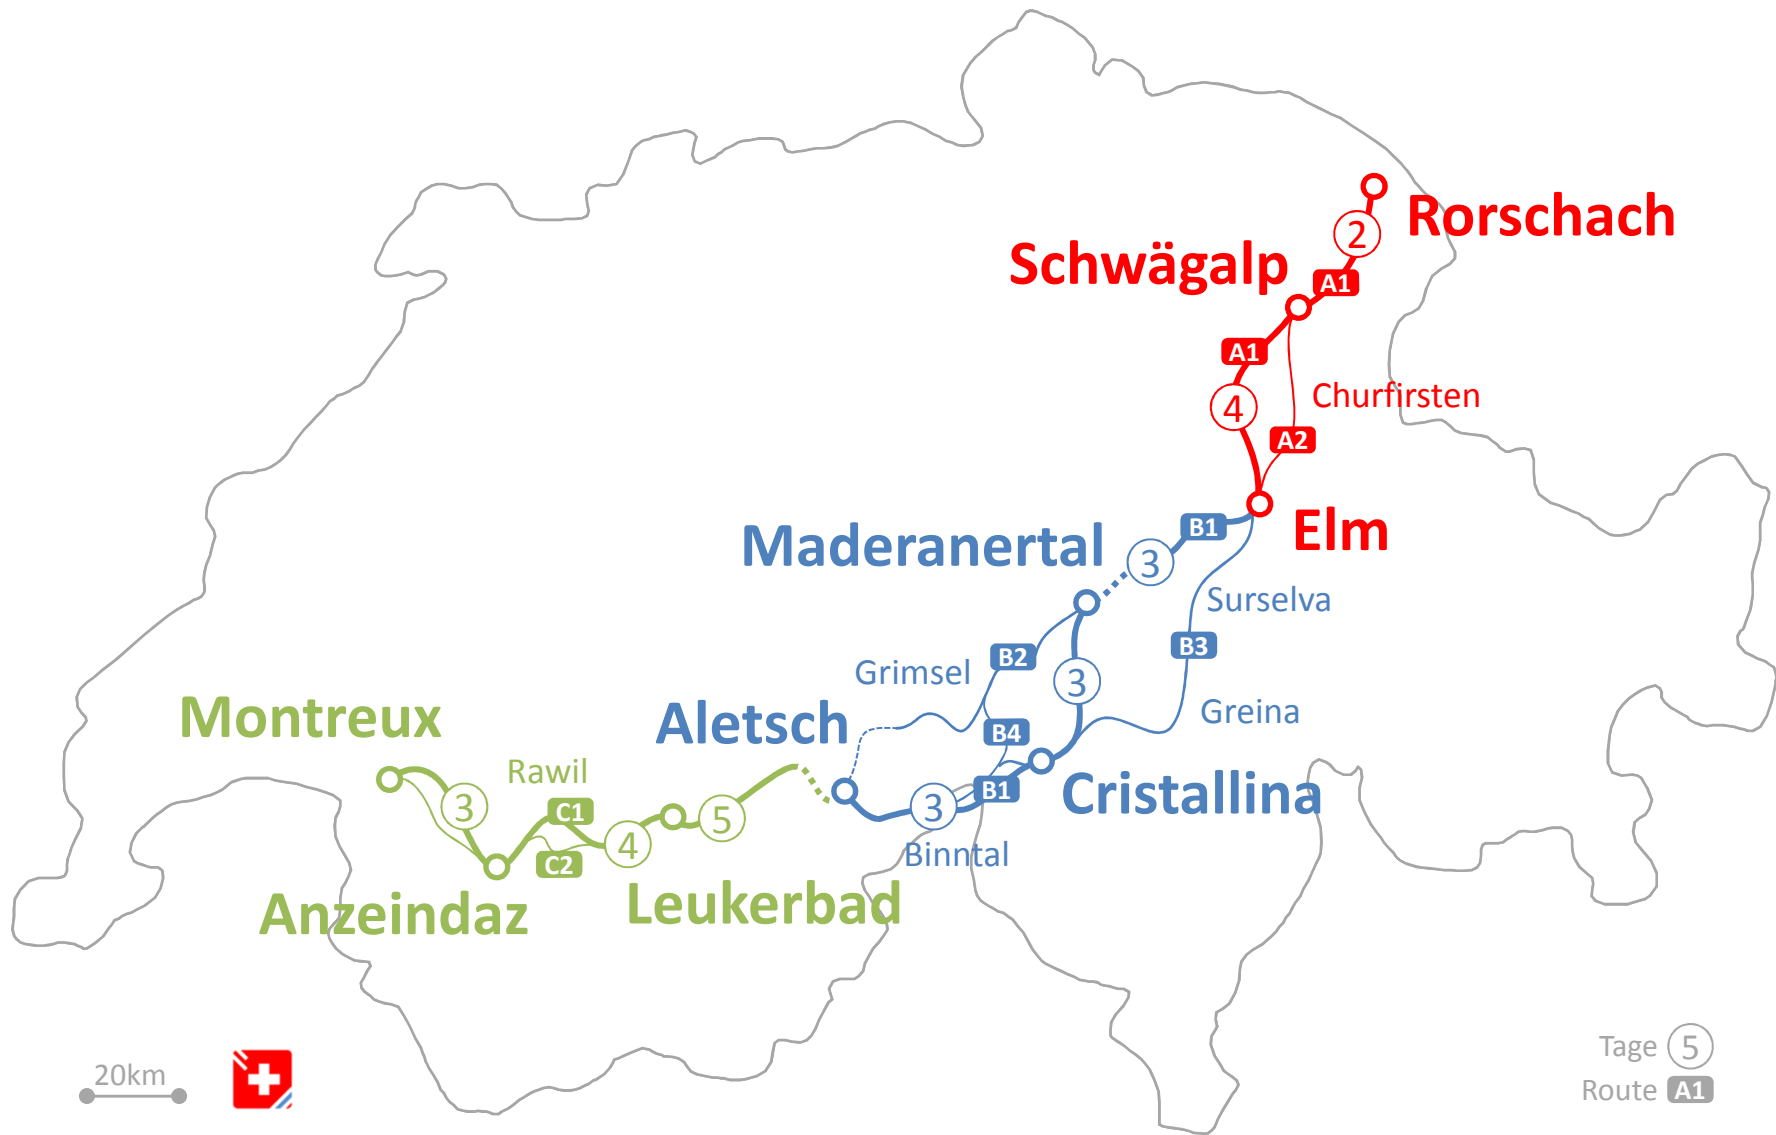 Rorschach
2
Schwägalp
A1
A1
Churfirsten
4
A2
Elm
B1
Maderanertal
3
Surselva
B3
B2
Grimsel
3
Greina
Montreux
Aletsch
B4
Rawil
Cristallina
B1
3
3
C1
5
4
Binntal
C2
Leukerbad
Anzeindaz
20km
Tage 5
Route A1